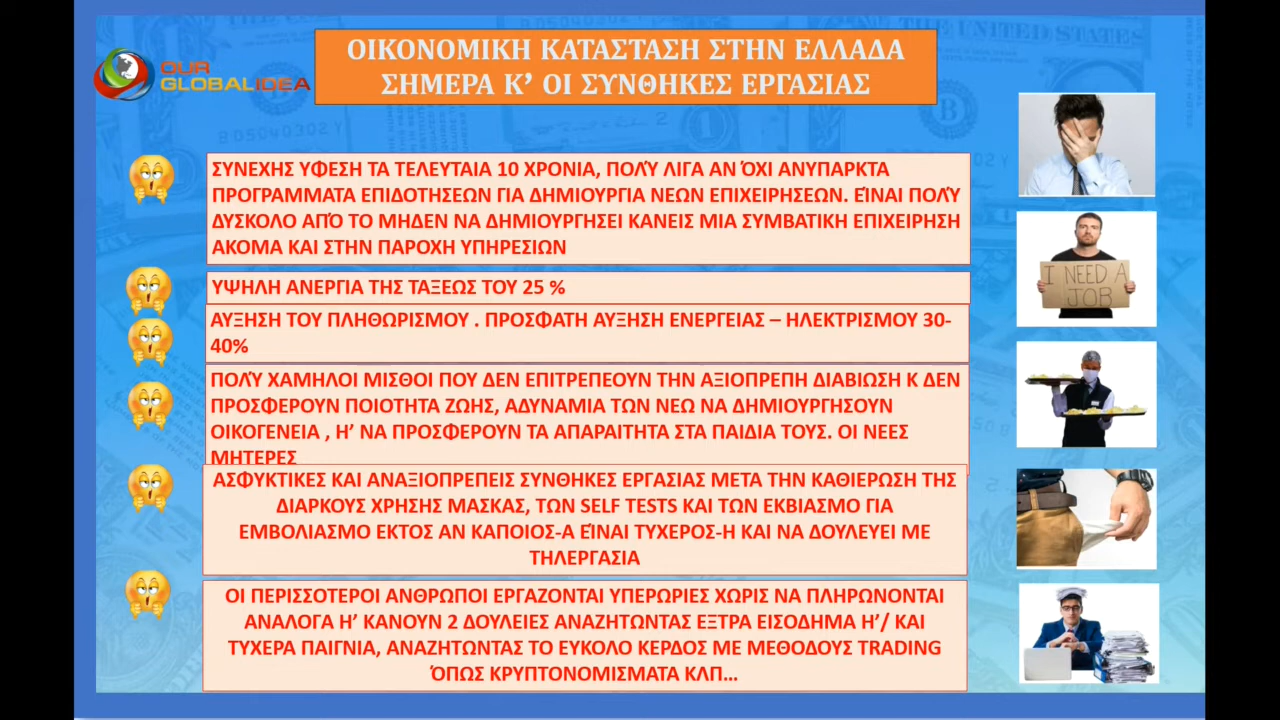 OUR
GLOBALIDEA
ΟΙΚΟΝΟΜΙΚΗ ΚΑΤΑΣΤΑΣΗ ΣΤΗΝ ΕΛΛΑΔΑ
ΣΗΜΕΡΑ Κ’ ΟΙ ΣΥΝΘΗΚΕΣ ΕΡΓΑΣΙΑΣ
ΣΥΝΕΧΗΣ ΥΦΕΣΗ ΤΑ ΤΕΛΕΥΤΑΙΑ 10 ΧΡΟΝΙΑ, ΠΟΛΎ ΛΙΓΑ ΑΝ ΌΧΙ ΑΝΥΠΑΡΚΤΑ
ΠΡΟΓΡΑΜΜΑΤΑ ΕΠΙΔΟΤΗΣΕΩΝ ΓΙΑ ΔΗΜΙΟΥΡΓΙΑ ΝΕΩΝ ΕΠΙΧΕΙΡΗΣΕΩΝ. ΕΊΝΑΙ ΠΟΛΎ
ΔΥΣΚΟΛΟ ΑΠΌ ΤΟ ΜΗΔΕΝ ΝΑ ΔΗΜΙΟΥΡΓΗΣΕΙ ΚΑΝΕΙΣ ΜΙΑ ΣΥΜΒΑΤΙΚΗ ΕΠΙΧΕΙΡΗΣΗ
ΑΚΟΜΑ ΚΑΙ ΣΤΗΝ ΠΑΡΟΧΗ ΥΠΗΡΕΣΙΩΝ
ΥΨΗΛΗ ΑΝΕΡΓΙΑ ΤΗΣ ΤΑΞΕΩΣ ΤΟΥ 25 %
ΑΥΞΗΣΗ ΤΟΥ ΠΛΗΘΩΡΙΣΜΟΥ . ΠΡΟΣΦΑΤΗ ΑΥΞΗΣΗ ΕΝΕΡΓΕΙΑΣ – ΗΛΕΚΤΡΙΣΜΟΥ 30-
40%
ΠΟΛΎ ΧΑΜΗΛΟΙ ΜΙΣΘΟΙ ΠΟΥ ΔΕΝ ΕΠΙΤΡΕΠΕΟΥΝ ΤΗΝ ΑΞΙΟΠΡΕΠΗ ΔΙΑΒΙΩΣΗ Κ ΔΕΝ
ΠΡΟΣΦΕΡΟΥΝ ΠΟΙΟΤΗΤΑ ΖΩΗΣ, ΑΔΥΝΑΜΙΑ ΤΩΝ ΝΕΩ ΝΑ ΔΗΜΙΟΥΡΓΗΣΟΥΝ
ΟΙΚΟΓΕΝΕΙΑ , Η’ ΝΑ ΠΡΟΣΦΕΡΟΥΝ ΤΑ ΑΠΑΡΑΙΤΗΤΑ ΣΤΑ ΠΑΙΔΙΑ ΤΟΥΣ. ΟΙ ΝΕΕΣ
ΜΗΤΕΡΕΣ
ΑΣΦΥΚΤΙΚΕΣ ΚΑΙ ΑΝΑΞΙΟΠΡΕΠΕΙΣ ΣΥΝΘΗΚΕΣ ΕΡΓΑΣΙΑΣ ΜΕΤΑ ΤΗΝ ΚΑΘΙΕΡΩΣΗ ΤΗΣ
ΔΙΑΡΚΟΥΣ ΧΡΗΣΗΣ ΜΑΣΚΑΣ, ΤΩΝ SELF TESTS ΚΑΙ ΤΩΝ ΕΚΒΙΑΣΜΟ ΓΙΑ
ΕΜΒΟΛΙΑΣΜΟ ΕΚΤΟΣ ΑΝ ΚΑΠΟΙΟΣ-Α ΕΊΝΑΙ ΤΥΧΕΡΟΣ-Η ΚΑΙ ΝΑ ΔΟΥΛΕΥΕΙ ΜΕ
ΤΗΛΕΡΓΑΣΙΑ
ΟΙ ΠΕΡΙΣΣΟΤΕΡΟΙ ΑΝΘΡΩΠΟΙ ΕΡΓΑΖΟΝΤΑΙ ΥΠΕΡΩΡΙΕΣ ΧΩΡΙΣ ΝΑ ΠΛΗΡΩΝΟΝΤΑΙ
ΑΝΑΛΟΓΑ Η’ ΚΑΝΟΥΝ 2 ΔΟΥΛΕΙΕΣ ΑΝΑΖΗΤΩΝΤΑΣ ΕΞΤΡΑ ΕΙΣΟΔΗΜΑ Η’/ ΚΑΙ
ΤΥΧΕΡΑ ΠΑΙΓΝΙΑ, ΑΝΑΖΗΤΩΝΤΑΣ ΤΟ ΕΥΚΟΛΟ ΚΕΡΔΟΣ ΜΕ ΜΕΘΟΔΟΥΣ TRADING
ΌΠΩΣ ΚΡΥΠΤΟΝΟΜΙΣΜΑΤΑ ΚΛΠ…
I NEED A
JOB